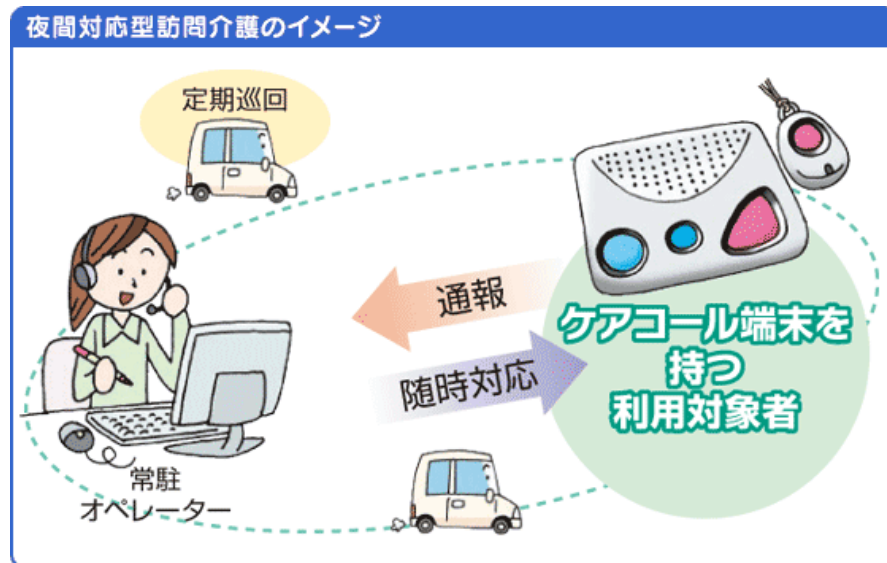 夜間対応型訪問介護のイメージ
定期巡回
通報
ケアコール端末を
持つ
利用対象者
随時対応
常駐
オペレーター